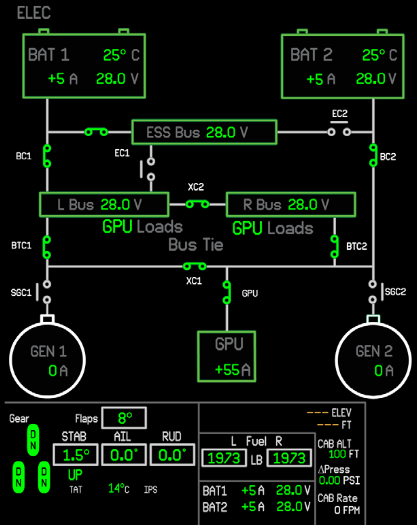 ELEC
BAT 1 25° C
+5 A 28.0 V
BAT 2 25° C
+5 A 28.0 V
EC2
ESS Bus 28.0 V
BC1
EC1
BC2
XC2
L Bus 28.0 V
R Bus 28.0 V
GPU Loads
GPU Loads
BTC1
Bus Tie
BTC2
XC1
SGC1
GPU
SGC2
GEN 1
0 A
GPU
+55 A
GEN 2
0 A
Gear
Flaps 8°
--- ELEV
--- FT
DN
STAB AIL RUD
1.5° 0.0° 0.0°
UP
DN DN
TAT 14°C IPS
L Fuel R
1973 LB 1973
CAB ALT
100 FT
ΔPress
0.00 PSI
CAB Rate
0 FPM
BAT1 +5 A 28.0 V
BAT2 +5 A 28.0 V